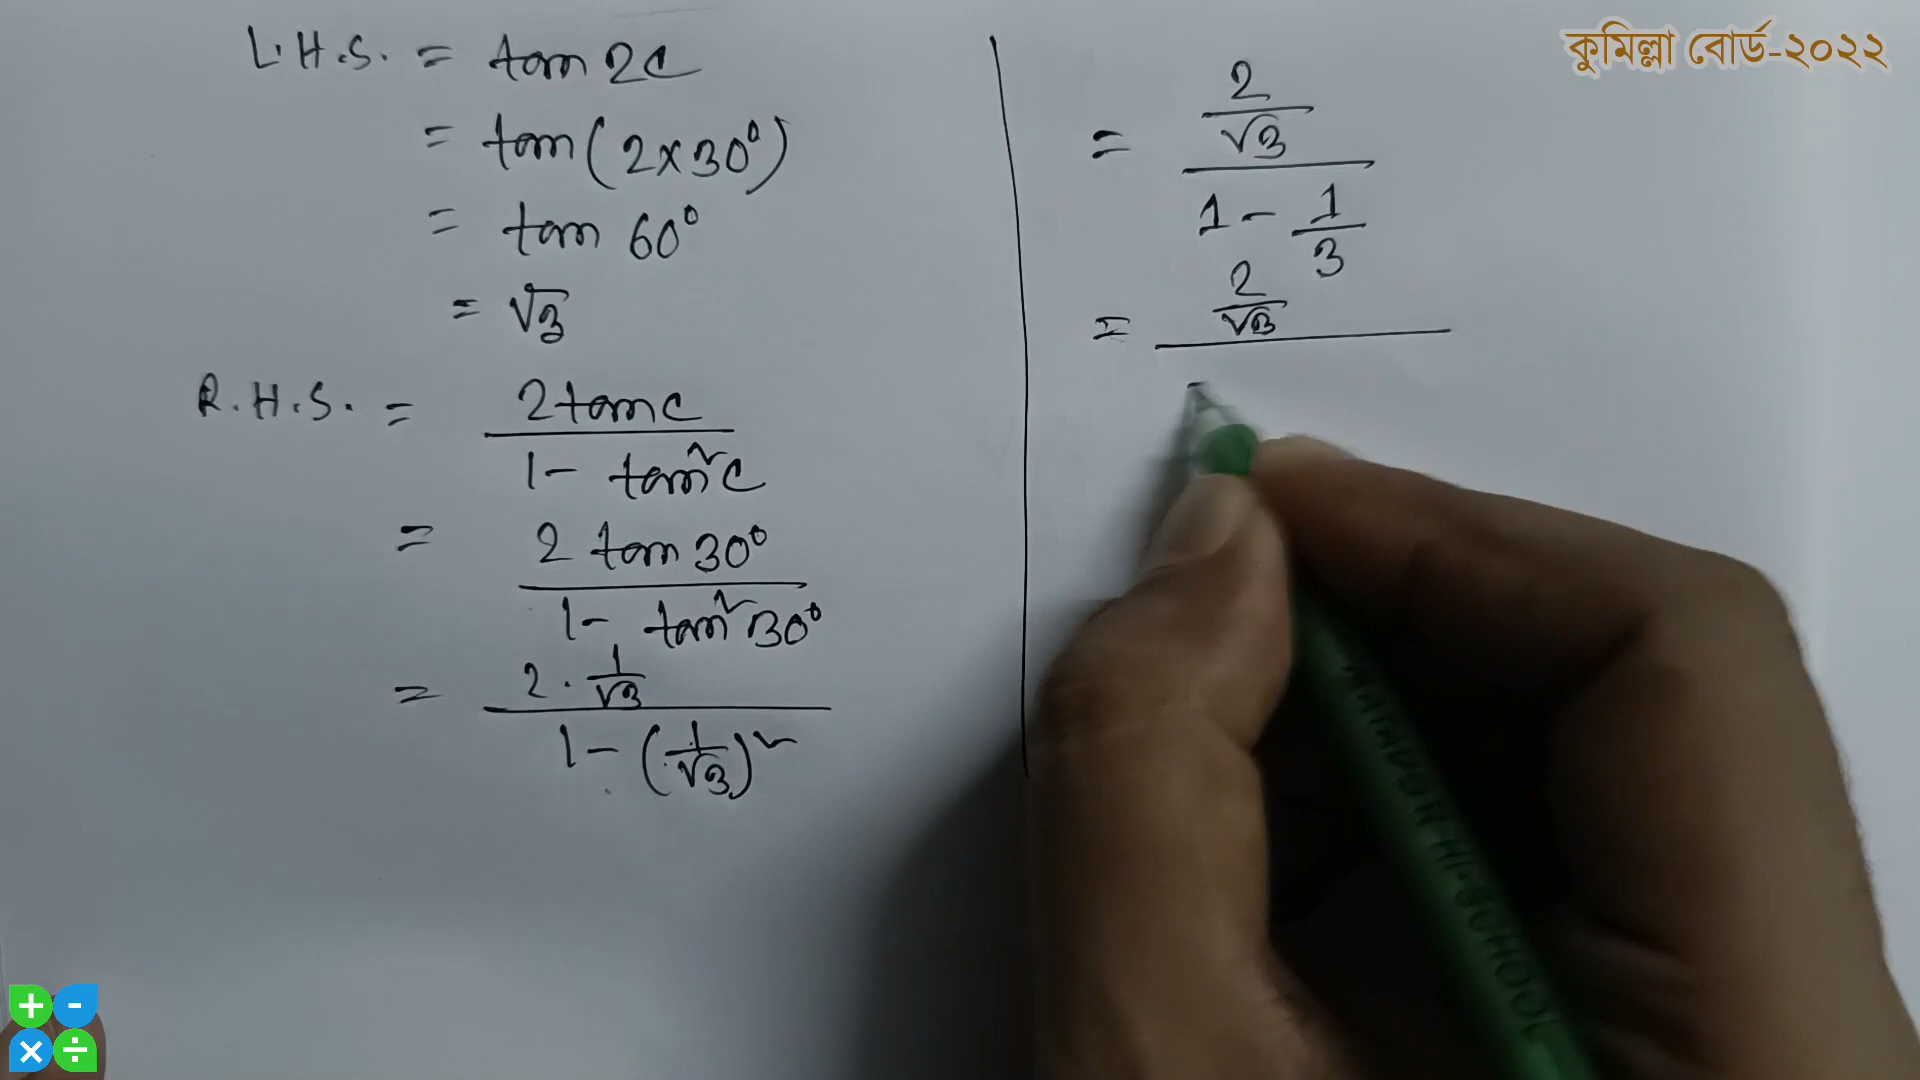 L.H.S. = tan 2C
= tan (2×30°)
= tan 60°
= √3
R.H.S. = 2tanC / 1 - tan²C
= 2 tan 30° / 1 - tan²30°
= 2 . 1/√3 / 1 - (1/√3)²
কুমিল্লা বোর্ড-২০২২
= 2/√3 / 1 - 1/3
= 2/√3 /